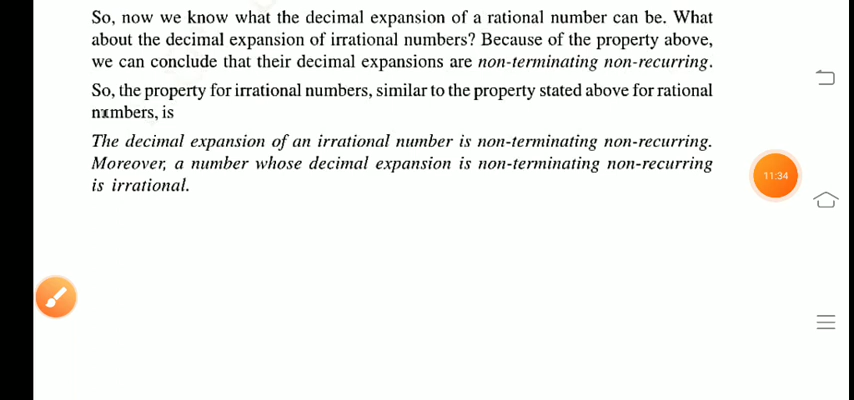 So, now we know what the decimal expansion of a rational number can be. What
about the decimal expansion of irrational numbers? Because of the property above,
we can conclude that their decimal expansions are non-terminating non-recurring.
So, the property for irrational numbers, similar to the property stated above for rational
numbers, is
The decimal expansion of an irrational number is non-terminating non-recurring.
Moreover, a number whose decimal expansion is non-terminating non-recurring
is irrational.
11:34